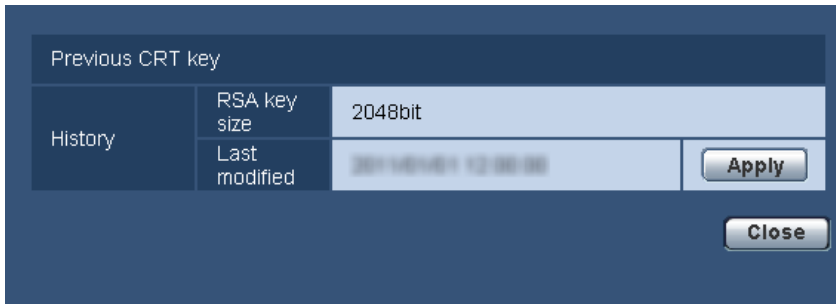 Previous CRT key
History
RSA key
size
2048bit
Last
modified
Apply
Close